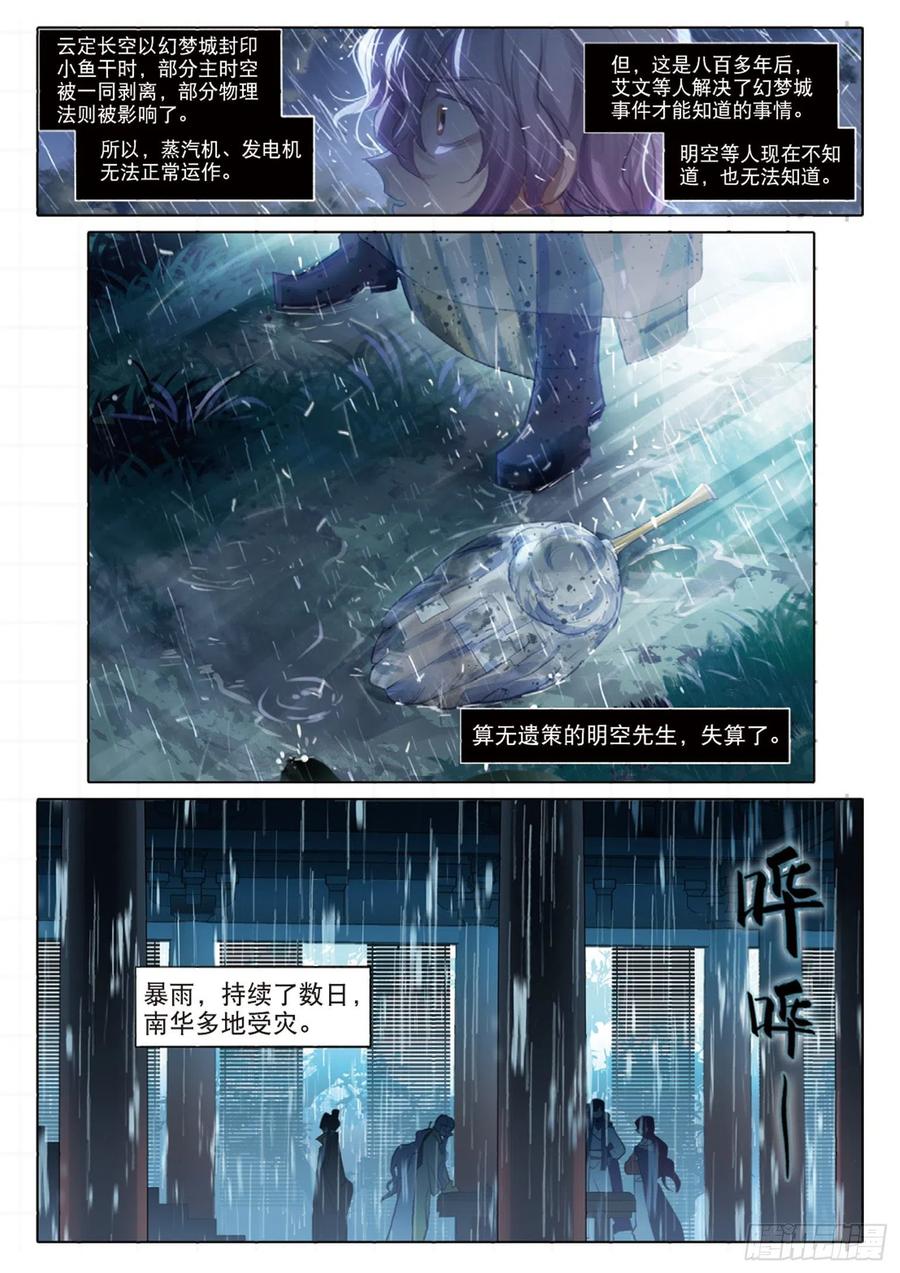 云定长空以幻梦城封印
小鱼干时，部分主时空
被一同剥离，部分物理
法则被影响了。
所以，蒸汽机、发电机
无法正常运作。
但，这是八百多年后，
艾文等人解决了幻梦城
事件才能知道的事情。
明空等人现在不知
道，也无法知道。
算无遗策的明空先生，失算了。
暴雨，持续了数日，
南华多地受灾。
哗
哗
—
腾讯动漫